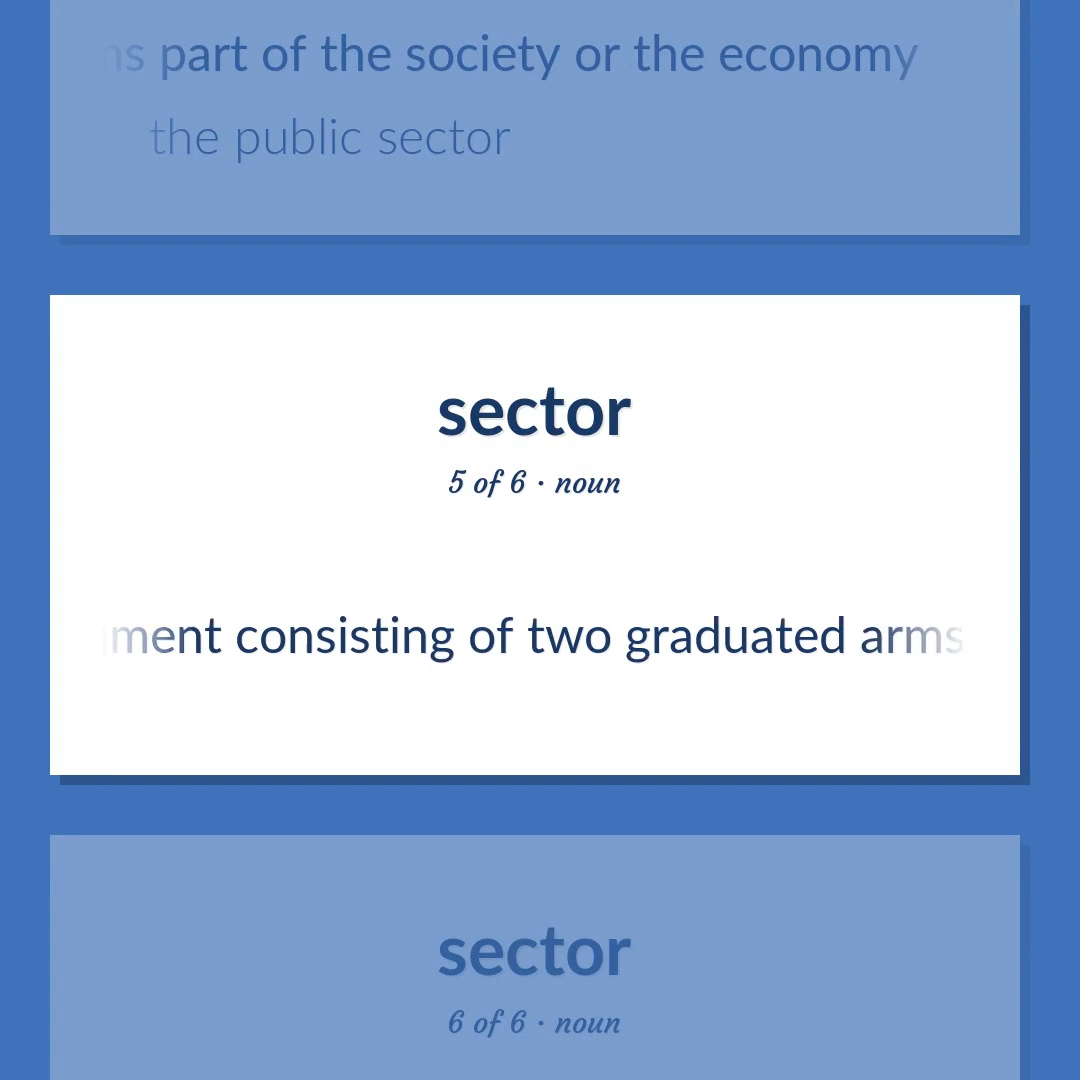 part of the society or the economy
the public sector
sector
5 of 6 · noun
consisting of two graduated arms
sector
6 of 6 · noun